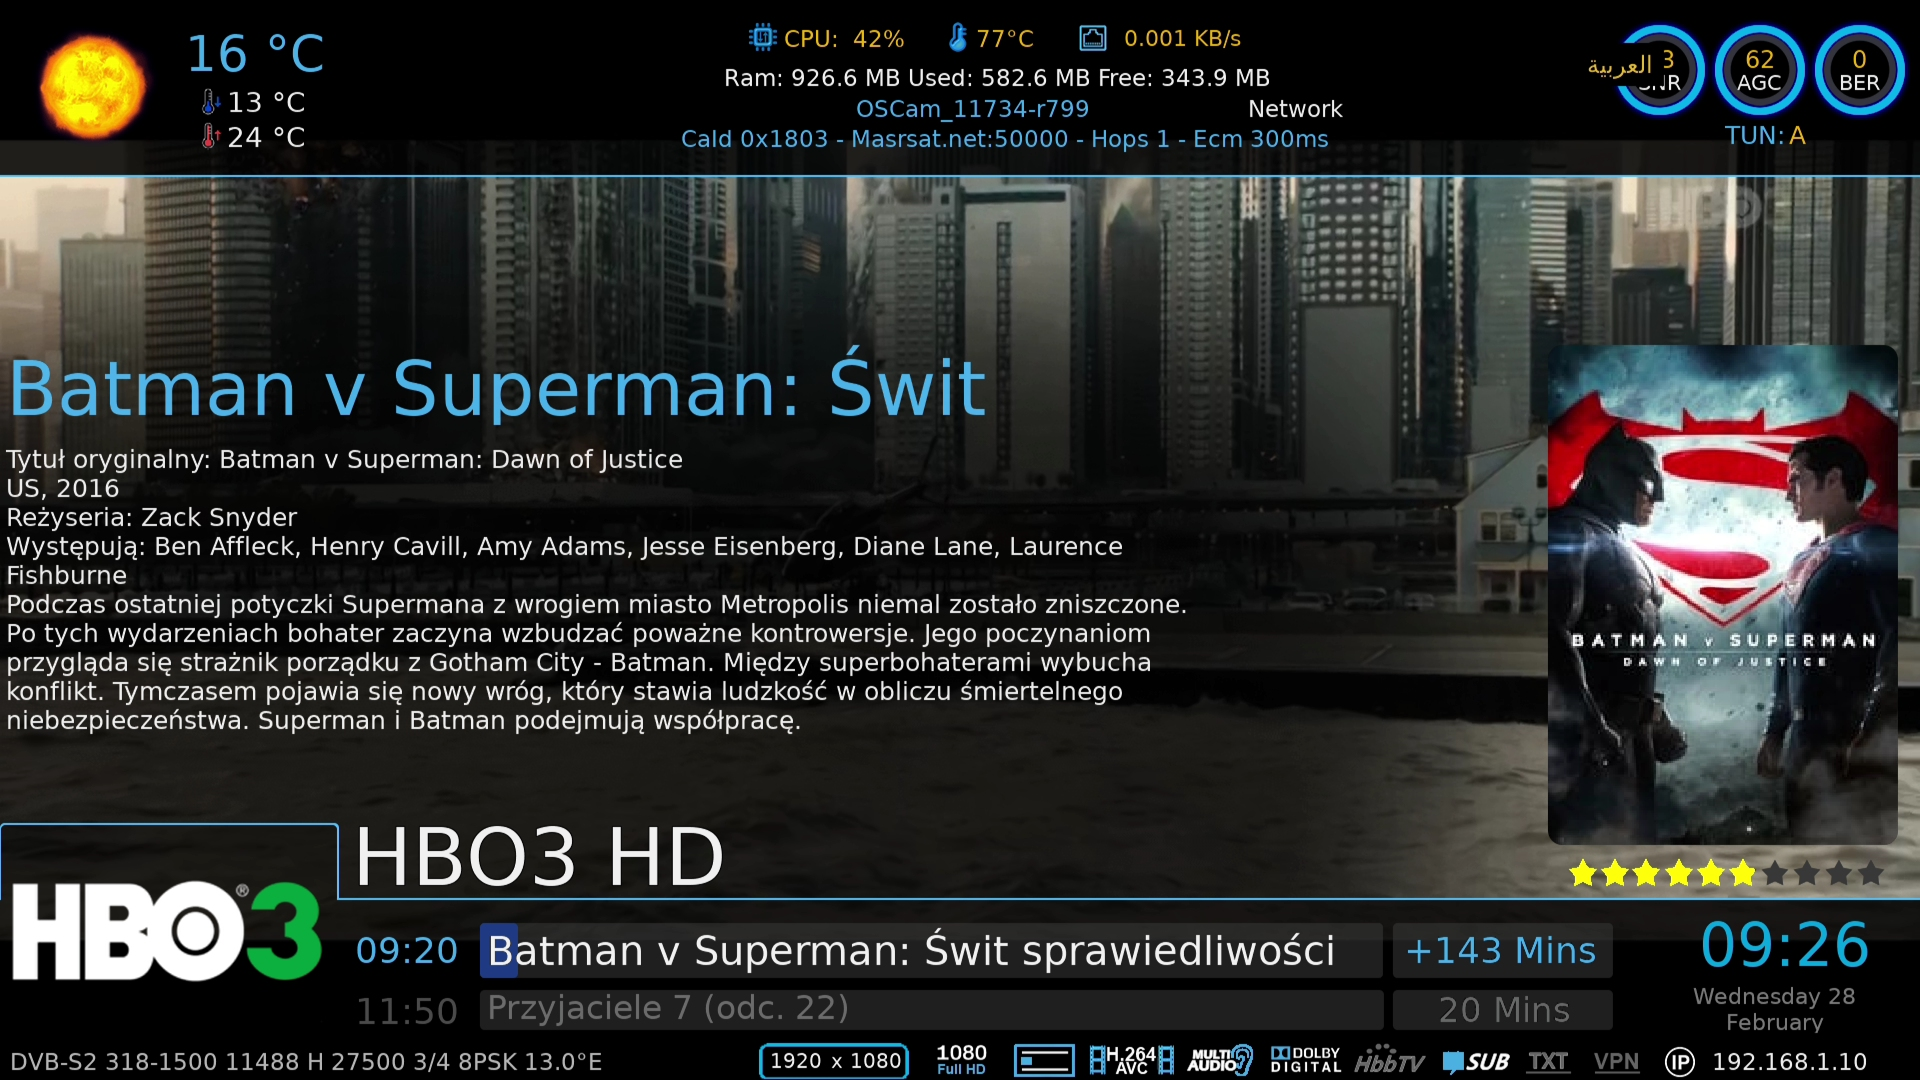 16 °C
13 °C
24 °C
CPU: 42% 77°C 0.001 KB/s
Ram: 926.6 MB Used: 582.6 MB Free: 343.9 MB
OSCam_11734-r799 Network
CaId 0x1803 - Masrsat.net:50000 - Hops 1 - Ecm 300ms
العربية
62 AGC
0 BER
TUN: A
HBO
Batman v Superman: Świt
Tytuł oryginalny: Batman v Superman: Dawn of Justice
US, 2016
Reżyseria: Zack Snyder
Występują: Ben Affleck, Henry Cavill, Amy Adams, Jesse Eisenberg, Diane Lane, Laurence
Fishburne
Podczas ostatniej potyczki Supermana z wrogiem miasto Metropolis niemal zostało zniszczone.
Po tych wydarzeniach bohater zaczyna wzbudzać poważne kontrowersje. Jego poczynaniom
przygląda się strażnik porządku z Gotham City - Batman. Między superbohaterami wybucha
konflikt. Tymczasem pojawia się nowy wróg, który stawia ludzkość w obliczu śmiertelnego
niebezpieczeństwa. Superman i Batman podejmują współpracę.
BATMAN v SUPERMAN
DAWN OF JUSTICE
HBO3 HD
HBO®3
09:20 Batman v Superman: Świt sprawiedliwości +143 Mins
11:50 Przyjaciele 7 (odc. 22) 20 Mins
09:26
Wednesday 28
February
DVB-S2 318-1500 11488 H 27500 3/4 8PSK 13.0°E
1920 x 1080
1080
Full HD
H.264
AVC
MULTI
AUDIO
DOLBY
DIGITAL
HbbTV
SUB
TXT
VPN
IP 192.168.1.10